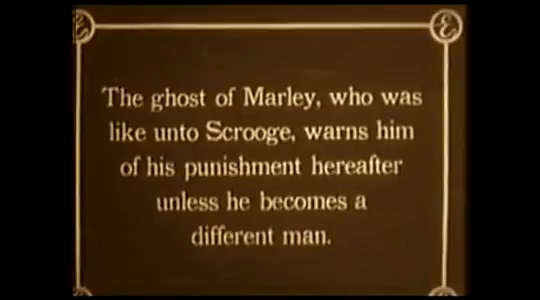 The ghost of Marley, who was
like unto Scrooge, warns him
of his punishment hereafter
unless he becomes a
different man.